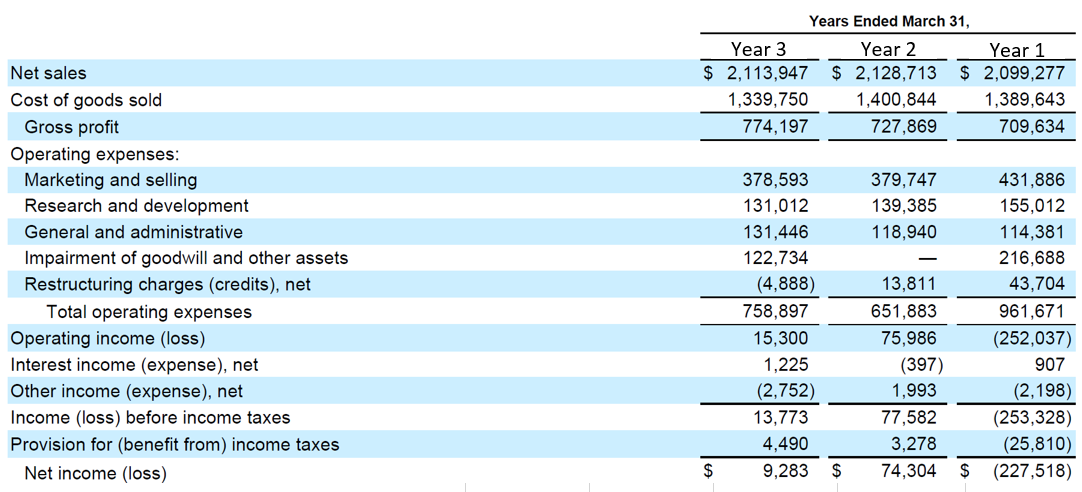 Years Ended March 31,
Year 3 Year 2 Year 1
Net sales $ 2,113,947 $ 2,128,713 $ 2,099,277
Cost of goods sold 1,339,750 1,400,844 1,389,643
Gross profit 774,197 727,869 709,634
Operating expenses:
Marketing and selling 378,593 379,747 431,886
Research and development 131,012 139,385 155,012
General and administrative 131,446 118,940 114,381
Impairment of goodwill and other assets 122,734 — 216,688
Restructuring charges (credits), net (4,888) 13,811 43,704
Total operating expenses 758,897 651,883 961,671
Operating income (loss) 15,300 75,986 (252,037)
Interest income (expense), net 1,225 (397) 907
Other income (expense), net (2,752) 1,993 (2,198)
Income (loss) before income taxes 13,773 77,582 (253,328)
Provision for (benefit from) income taxes 4,490 3,278 (25,810)
Net income (loss) $ 9,283 $ 74,304 $ (227,518)